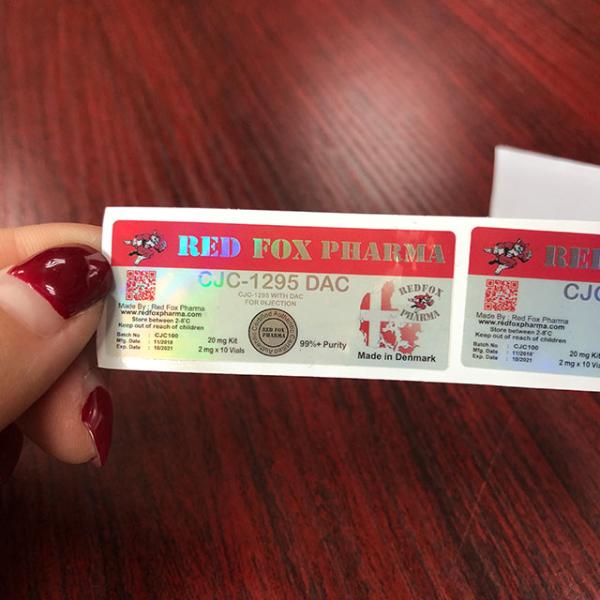 RED FOX PHARMA
CJC-1295 DAC
CJC-1295 WITH DAC
FOR INJECTION
Made By : Red Fox Pharma
www.redfoxpharma.com
Store between 2-8°C
Keep out of reach of children
Batch No : CJC100
Mfg. Date : 11/2018
Exp. Date : 10/2021
20 mg Kit
2 mg x 10 Vials
RED FOX
PHARMA
99%+ Purity
REDFOX
PHARMA
Made in Denmark
RE
CJC
Made By : Red Fox Pharma
www.redfoxpharma.com
Store between 2-8°C
Keep out of reach of children
Batch No : CJC100
Mfg. Date : 11/2018
Exp. Date : 10/2021
20 mg Kit
2 mg x 10 Vials